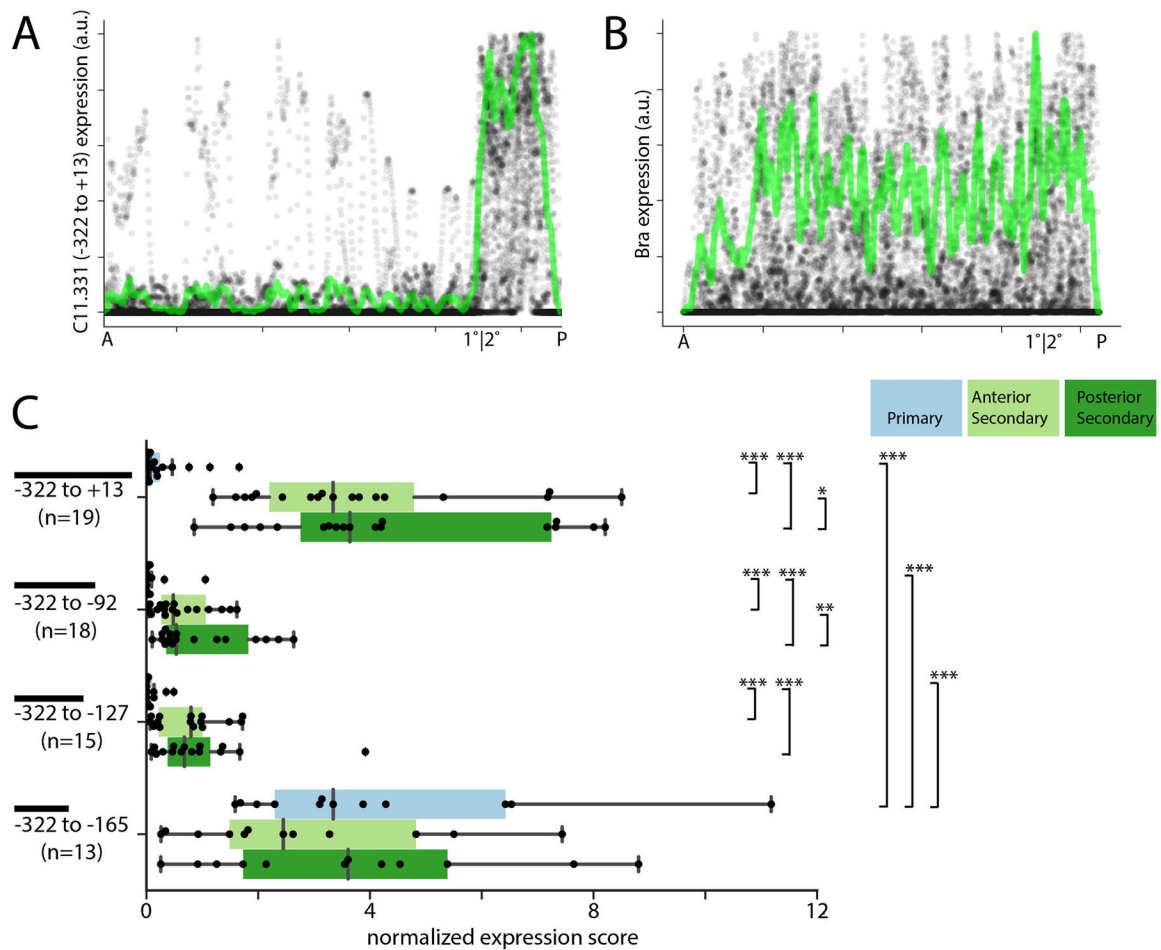 A
C11.331 (-322 to +13) expression (a.u.)
A
1˚|2˚
P
B
Bra expression (a.u.)
A
1˚|2˚
P
C
Primary
Anterior
Secondary
Posterior
Secondary
-322 to +13
(n=19)
*** ***
*
***
-322 to -92
(n=18)
*** ***
**
***
-322 to -127
(n=15)
*** ***
***
-322 to -165
(n=13)
0 4 8 12
normalized expression score